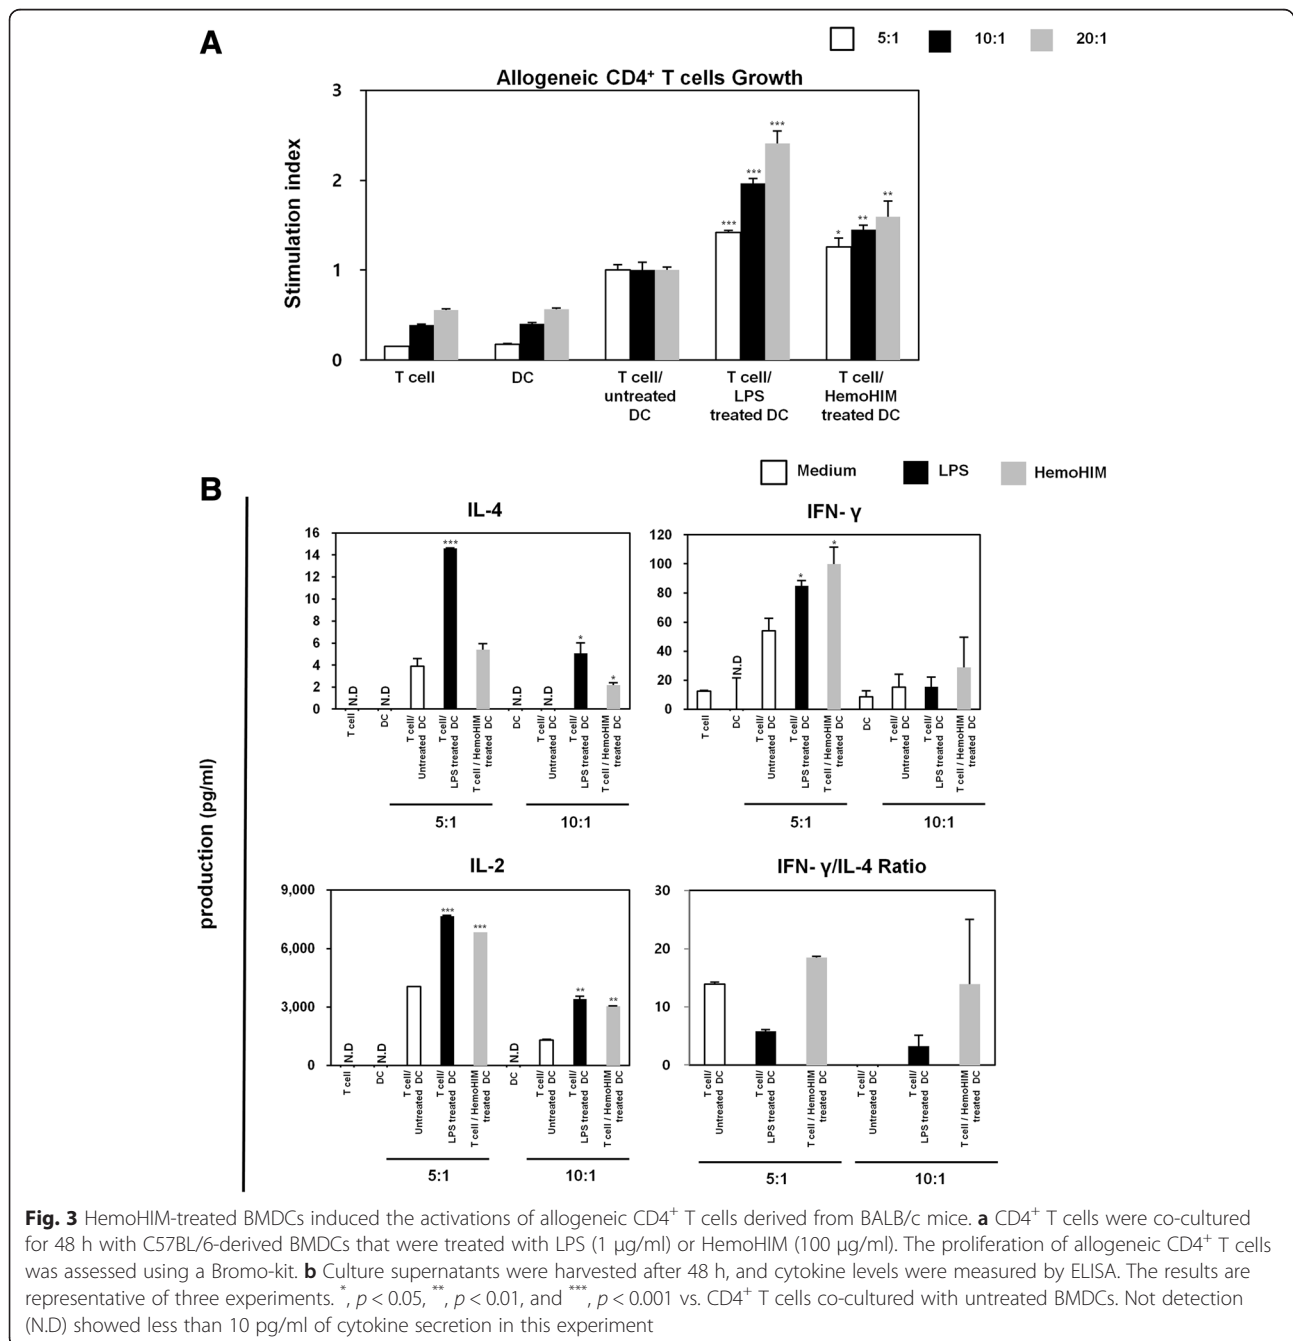 A
5:1 10:1 20:1
Allogeneic CD4+ T cells Growth
Stimulation index
3
2
1
0
***
***
***
*
**
**
T cell
DC
T cell/
untreated
DC
T cell/
LPS
treated DC
T cell/
HemoHIM
treated DC
B
Medium LPS HemoHIM
production (pg/ml)
IL-4
16
14
12
10
8
6
4
2
0
N.D
N.D
***
N.D
N.D
*
*
T cell
DC
T cell/
Untreated DC
T cell/
LPS treated DC
T cell / HemoHIM
treated DC
DC
T cell/
Untreated DC
T cell/
LPS treated DC
T cell / HemoHIM
treated DC
5:1
10:1
IFN- γ
120
100
80
60
40
20
0
N.D
*
*
T cell
DC
T cell/
Untreated DC
T cell/
LPS treated DC
T cell / HemoHIM
treated DC
DC
T cell/
Untreated DC
T cell/
LPS treated DC
T cell / HemoHIM
treated DC
5:1
10:1
IL-2
9,000
6,000
3,000
0
N.D
N.D
***
***
N.D
**
**
T cell
DC
T cell/
Untreated DC
T cell/
LPS treated DC
T cell / HemoHIM
treated DC
DC
T cell/
Untreated DC
T cell/
LPS treated DC
T cell / HemoHIM
treated DC
5:1
10:1
IFN- γ/IL-4 Ratio
30
20
10
0
T cell/
Untreated DC
T cell/
LPS treated DC
T cell / HemoHIM
treated DC
T cell/
Untreated DC
T cell/
LPS treated DC
T cell / HemoHIM
treated DC
5:1
10:1
Fig. 3 HemoHIM-treated BMDCs induced the activations of allogeneic CD4+ T cells derived from BALB/c mice. a CD4+ T cells were co-cultured
for 48 h with C57BL/6-derived BMDCs that were treated with LPS (1 μg/ml) or HemoHIM (100 μg/ml). The proliferation of allogeneic CD4+ T cells
was assessed using a Bromo-kit. b Culture supernatants were harvested after 48 h, and cytokine levels were measured by ELISA. The results are
representative of three experiments. *, p < 0.05, **, p < 0.01, and ***, p < 0.001 vs. CD4+ T cells co-cultured with untreated BMDCs. Not detection
(N.D) showed less than 10 pg/ml of cytokine secretion in this experiment